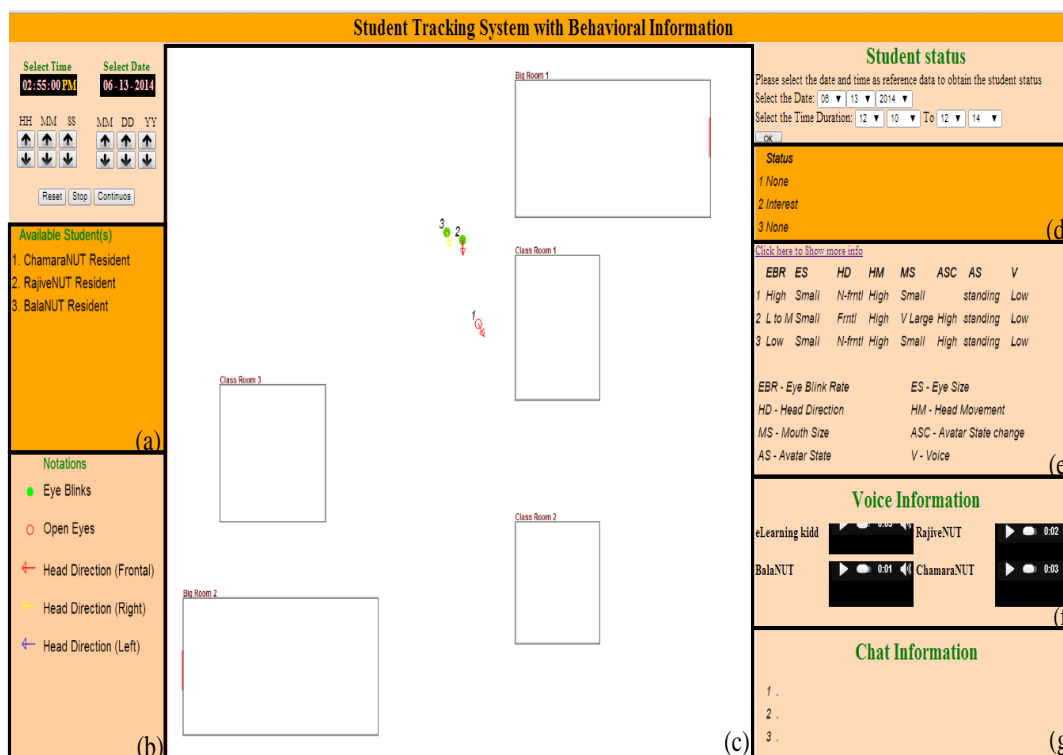 Student Tracking System with Behavioral Information
Select Time Select Date
02:55:00 PM 06-13-2014
HH MM SS MM DD YY
Reset Stop Continuos
Available Student(s)
1. ChamaraNUT Resident
2. RajiveNUT Resident
3. BalaNUT Resident
(a)
Notations
Eye Blinks
Open Eyes
Head Direction (Frontal)
Head Direction (Right)
Head Direction (Left)
(b)
Big Room 1
3
2
Class Room 1
1
Class Room 3
Class Room 2
Big Room 2
(c)
Student status
Please select the date and time as reference data to obtain the student status
Select the Date: 06 13 2014
Select the Time Duration: 12 10 To 12 14
OK
Status
1 None
2 Interest
3 None
(d)
Click here to Show more info
EBR ES HD HM MS ASC AS V
1 High Small N-frntl High Small standing Low
2 L to M Small Frntl High V Large High standing Low
3 Low Small N-frntl High Small High standing Low
EBR - Eye Blink Rate ES - Eye Size
HD - Head Direction HM - Head Movement
MS - Mouth Size ASC - Avatar State change
AS - Avatar State V - Voice
(e)
Voice Information
eLearning kidd 0:03 RajiveNUT 0:02
BalaNUT 0:01 ChamaraNUT 0:03
(f)
Chat Information
1 .
2 .
3 .
(g)